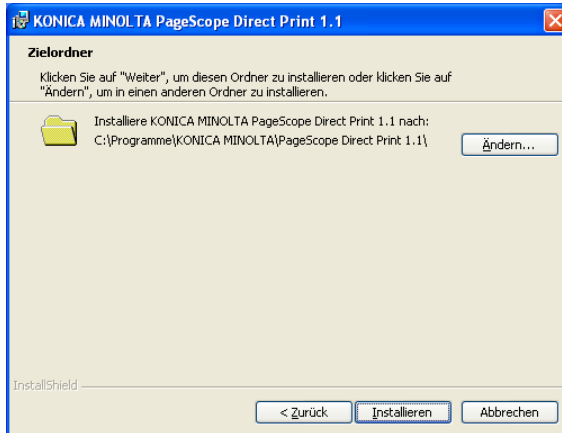 KONICA MINOLTA PageScope Direct Print 1.1
Zielordner
Klicken Sie auf "Weiter", um diesen Ordner zu installieren oder klicken Sie auf
"Ändern", um in einen anderen Ordner zu installieren.
Installiere KONICA MINOLTA PageScope Direct Print 1.1 nach:
C:\Programme\KONICA MINOLTA\PageScope Direct Print 1.1\
Ändern...
InstallShield
< Zurück
Installieren
Abbrechen